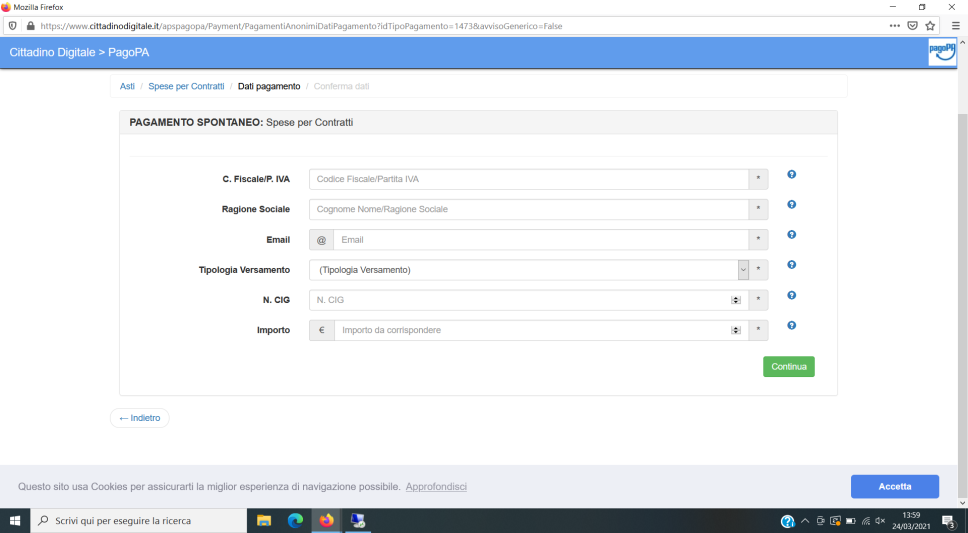 Mozilla Firefox
https://www.cittadinodigitale.it/apspagopa/Payment/PagamentiAnonimiDatiPagamento?idTipoPagamento=1473&avvisoGenerico=False
Cittadino Digitale > PagoPA
pagoPA
Asti / Spese per Contratti / Dati pagamento / Conferma dati
PAGAMENTO SPONTANEO: Spese per Contratti
C. Fiscale/P. IVA Codice Fiscale/Partita IVA *
Ragione Sociale Cognome Nome/Ragione Sociale *
Email @ Email *
Tipologia Versamento (Tipologia Versamento) *
N. CIG N. CIG *
Importo € Importo da corrispondere *
Continua
← Indietro
Questo sito usa Cookies per assicurarti la miglior esperienza di navigazione possibile. Approfondisci
Accetta
Scrivi qui per eseguire la ricerca
13:59
24/03/2021
3